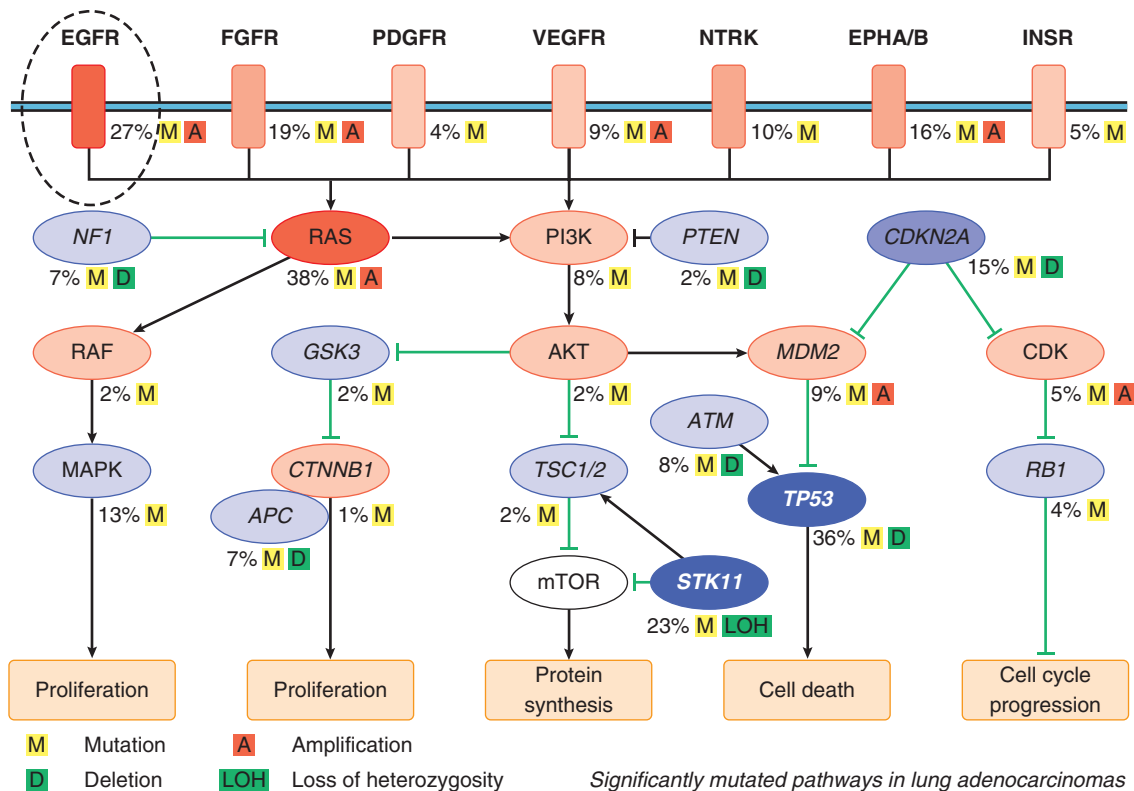 EGFR FGFR PDGFR VEGFR NTRK EPHA/B INSR
27% M A 19% M A 4% M 9% M A 10% M 16% M A 5% M
NF1 RAS PI3K PTEN CDKN2A
7% M D 38% M A 8% M 2% M D 15% M D
RAF GSK3 AKT MDM2 CDK
2% M 2% M 2% M 9% M A 5% M A
ATM
8% M D
MAPK CTNNB1 TSC1/2 TP53 RB1
13% M APC 1% M 2% M 36% M D 4% M
7% M D
mTOR STK11
23% M LOH
Proliferation Proliferation Protein synthesis Cell death Cell cycle progression
M Mutation A Amplification
D Deletion LOH Loss of heterozygosity Significantly mutated pathways in lung adenocarcinomas